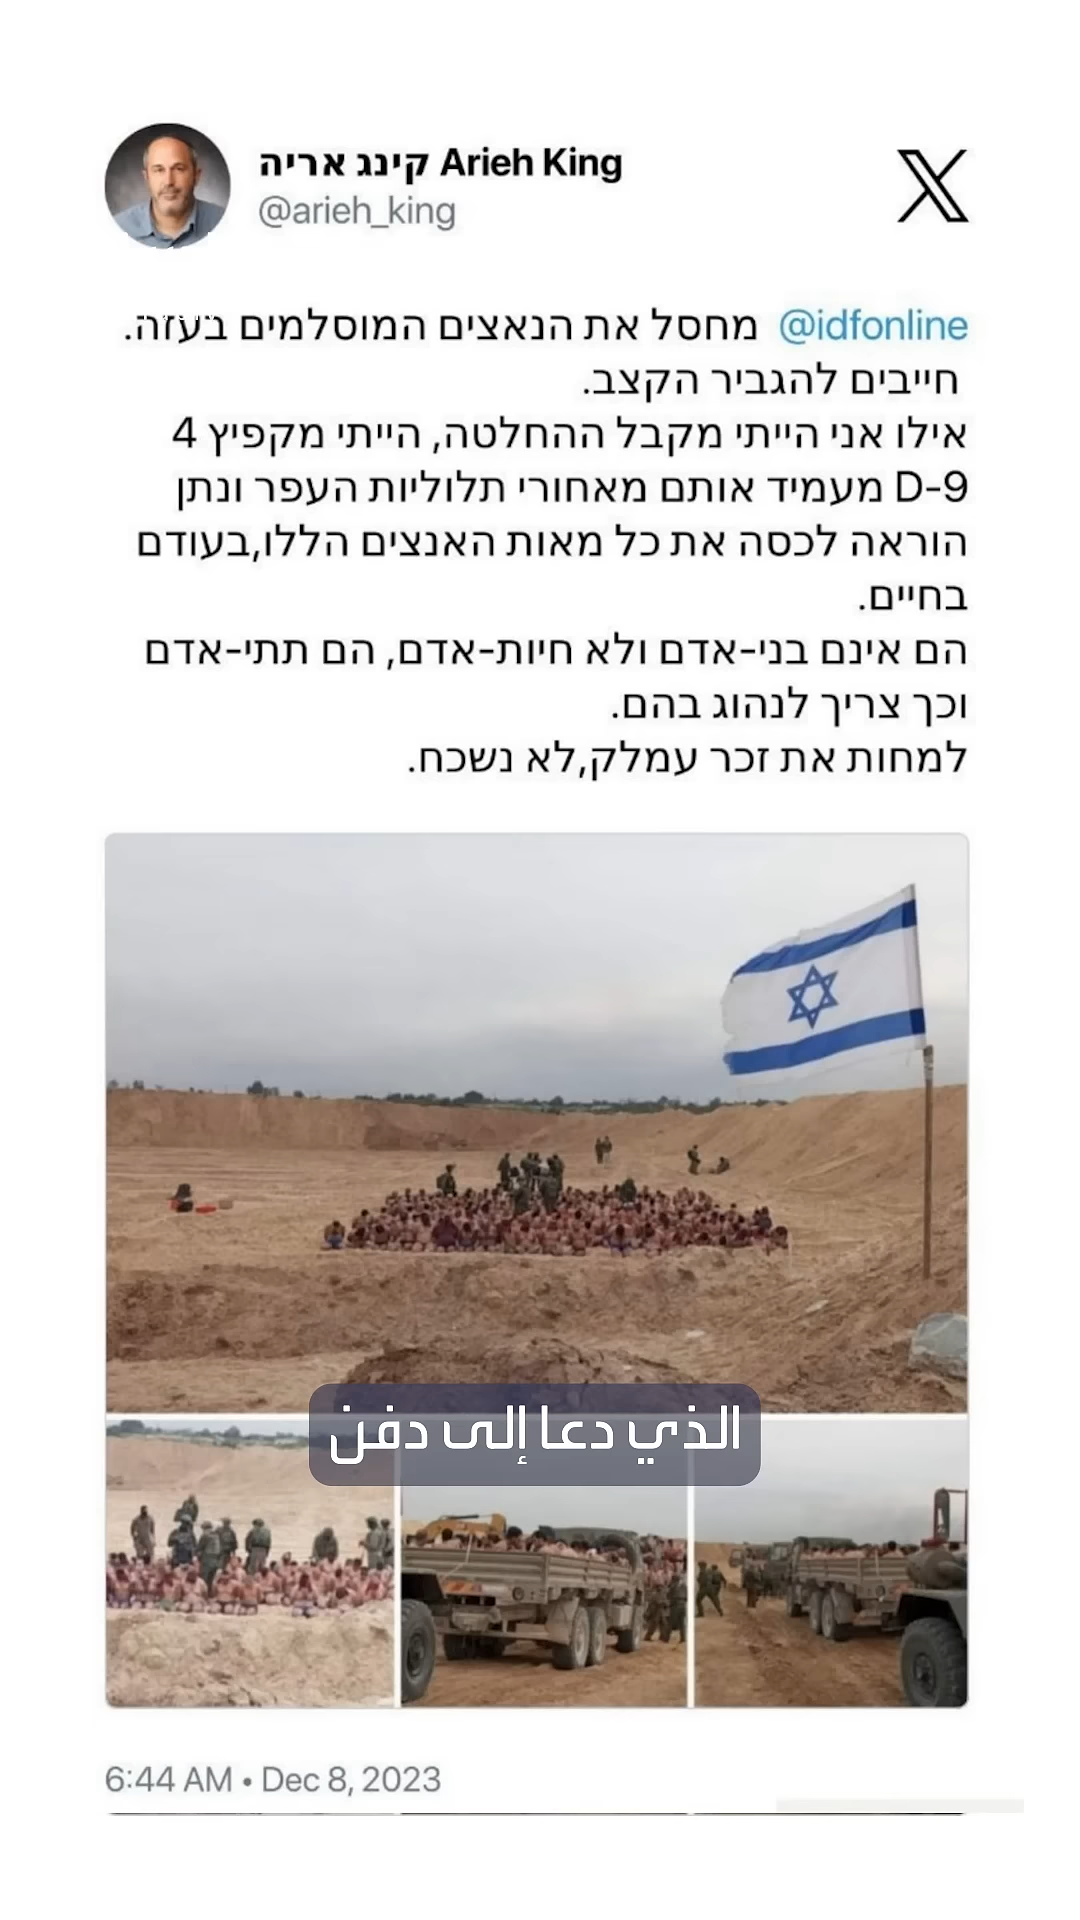 קינג אריה Arieh King
@arieh_king
@idfonline מחסל את הנאצים המוסלמים בעזה.
חייבים להגביר הקצב.
אילו אני הייתי מקבל ההחלטה, הייתי מקפיץ 4
D-9 מעמיד אותם מאחורי תלוליות העפר ונתן
הוראה לכסה את כל מאות האנצים הללו,בעודם
בחיים.
הם אינם בני-אדם ולא חיות-אדם, הם תתי-אדם
וכך צריך לנהוג בהם.
למחות את זכר עמלק,לא נשכח.
الذي دعا إلى دفن
6:44 AM • Dec 8, 2023